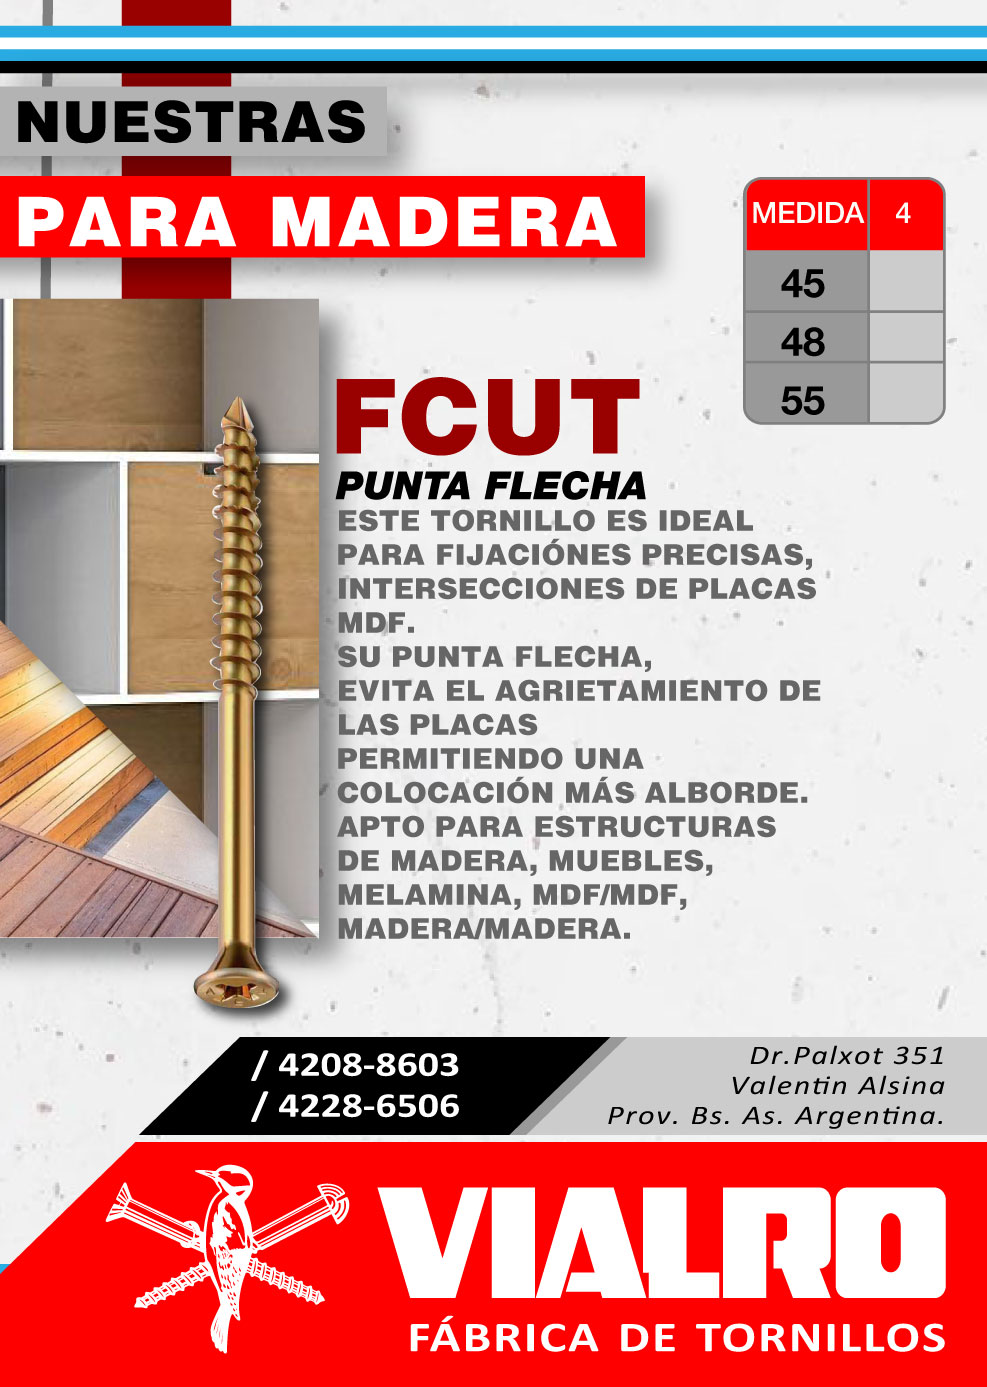 NUESTRAS
PARA MADERA
MEDIDA 4
45
48
55
FCUT
PUNTA FLECHA
ESTE TORNILLO ES IDEAL
PARA FIJACIÓNES PRECISAS,
INTERSECCIONES DE PLACAS
MDF.
SU PUNTA FLECHA,
EVITA EL AGRIETAMIENTO DE
LAS PLACAS
PERMITIENDO UNA
COLOCACIÓN MÁS ALBORDE.
APTO PARA ESTRUCTURAS
DE MADERA, MUEBLES,
MELAMINA, MDF/MDF,
MADERA/MADERA.
/ 4208-8603
/ 4228-6506
Dr.Palxot 351
Valentin Alsina
Prov. Bs. As. Argentina.
VIALRO
FÁBRICA DE TORNILLOS